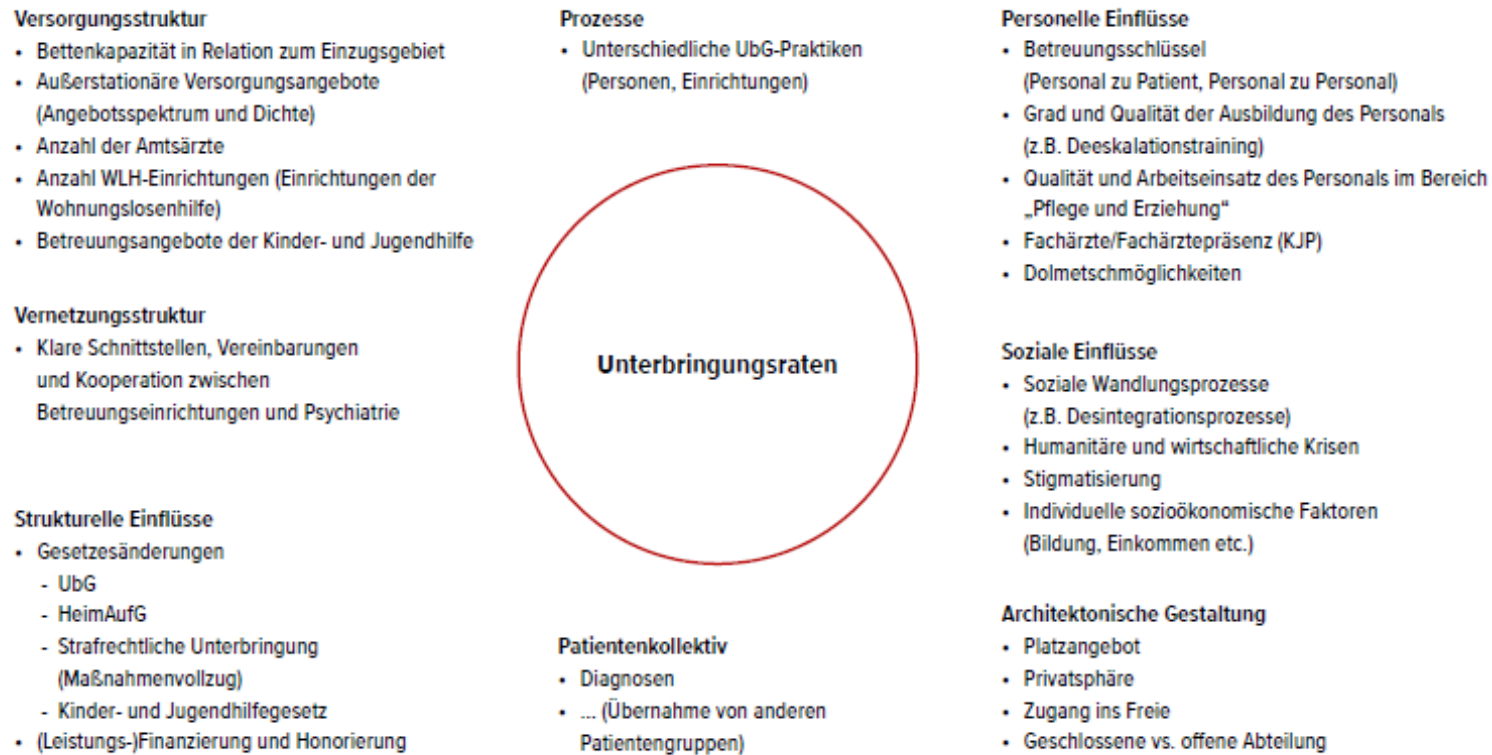 Versorgungsstruktur
• Bettenkapazität in Relation zum Einzugsgebiet
• Außerstationäre Versorgungsangebote
(Angebotsspektrum und Dichte)
• Anzahl der Amtsärzte
• Anzahl WLH-Einrichtungen (Einrichtungen der
Wohnungslosenhilfe)
• Betreuungsangebote der Kinder- und Jugendhilfe
Vernetzungsstruktur
• Klare Schnittstellen, Vereinbarungen
und Kooperation zwischen
Betreuungseinrichtungen und Psychiatrie
Strukturelle Einflüsse
• Gesetzesänderungen
- UbG
- HeimAufG
- Strafrechtliche Unterbringung
(Maßnahmenvollzug)
- Kinder- und Jugendhilfegesetz
• (Leistungs-)Finanzierung und Honorierung
Prozesse
• Unterschiedliche UbG-Praktiken
(Personen, Einrichtungen)
Unterbringungsraten
Patientenkollektiv
• Diagnosen
• ... (Übernahme von anderen
Patientengruppen)
Personelle Einflüsse
• Betreuungsschlüssel
(Personal zu Patient, Personal zu Personal)
• Grad und Qualität der Ausbildung des Personals
(z.B. Deeskalationstraining)
• Qualität und Arbeitseinsatz des Personals im Bereich
„Pflege und Erziehung“
• Fachärzte/Fachärztepräsenz (KJP)
• Dolmetschmöglichkeiten
Soziale Einflüsse
• Soziale Wandlungsprozesse
(z.B. Desintegrationsprozesse)
• Humanitäre und wirtschaftliche Krisen
• Stigmatisierung
• Individuelle sozioökonomische Faktoren
(Bildung, Einkommen etc.)
Architektonische Gestaltung
• Platzangebot
• Privatsphäre
• Zugang ins Freie
• Geschlossene vs. offene Abteilung